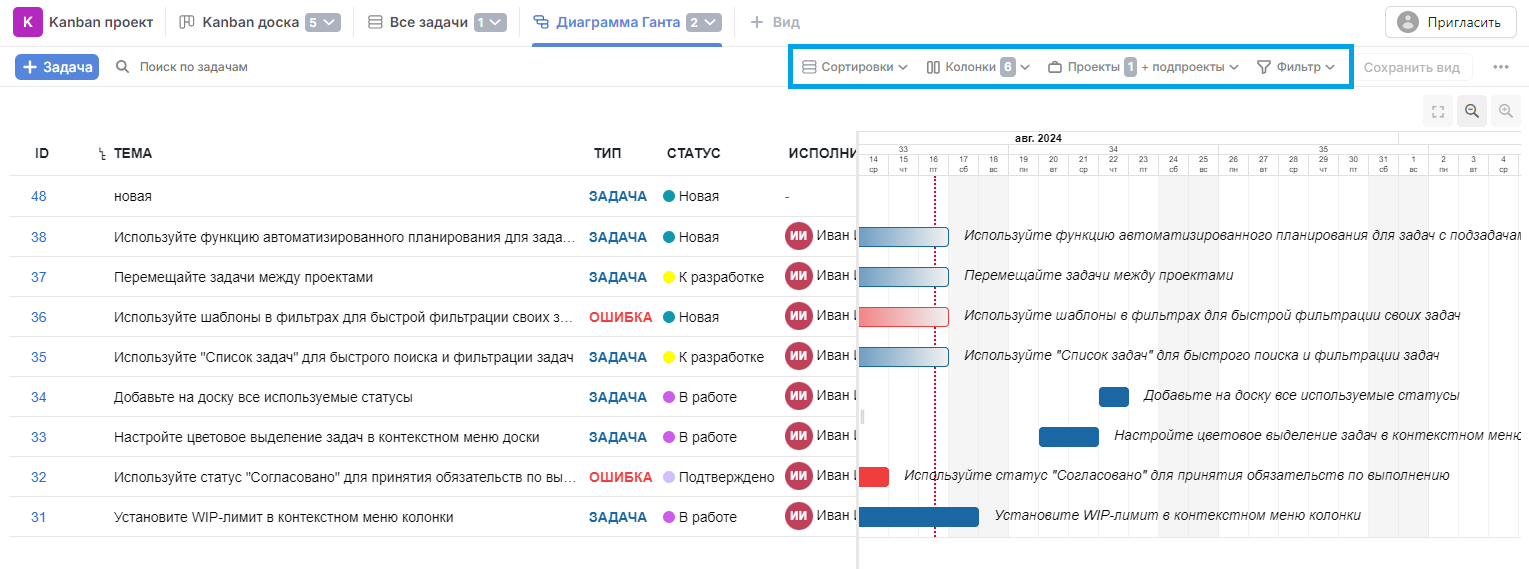 K Kanban проект Kanban доска 5 Все задачи 1 Диаграмма Ганта 2 + Вид Пригласить
+ Задача Поиск по задачам Сортировки Колонки 6 Проекты 1 + подпроекты Фильтр Сохранить вид ...
авг. 2024
ID ТЕМА ТИП СТАТУС ИСПОЛНИ
33 34 35
14 15 16 17 18 19 20 21 22 23 24 25 26 27 28 29 30 31 1 2 3 4
ср чт пт сб вс пн вт ср чт пт сб вс пн вт ср чт пт сб вс пн вт ср
48 новая ЗАДАЧА Новая -
38 Используйте функцию автоматизированного планирования для зада... ЗАДАЧА Новая ИИ Иван И Используйте функцию автоматизированного планирования для задач с подзадачам
37 Перемещайте задачи между проектами ЗАДАЧА К разработке ИИ Иван И Перемещайте задачи между проектами
36 Используйте шаблоны в фильтрах для быстрой фильтрации своих з... ОШИБКА Новая ИИ Иван И Используйте шаблоны в фильтрах для быстрой фильтрации своих задач
35 Используйте "Список задач" для быстрого поиска и фильтрации задач ЗАДАЧА К разработке ИИ Иван И Используйте "Список задач" для быстрого поиска и фильтрации задач
34 Добавьте на доску все используемые статусы ЗАДАЧА В работе ИИ Иван И Добавьте на доску все используемые статусы
33 Настройте цветовое выделение задач в контекстном меню доски ЗАДАЧА В работе ИИ Иван И Настройте цветовое выделение задач в контекстном меню
32 Используйте статус "Согласовано" для принятия обязательств по вы... ОШИБКА Подтверждено ИИ Иван И Используйте статус "Согласовано" для принятия обязательств по выполнению
31 Установите WIP-лимит в контекстном меню колонки ЗАДАЧА В работе ИИ Иван И Установите WIP-лимит в контекстном меню колонки